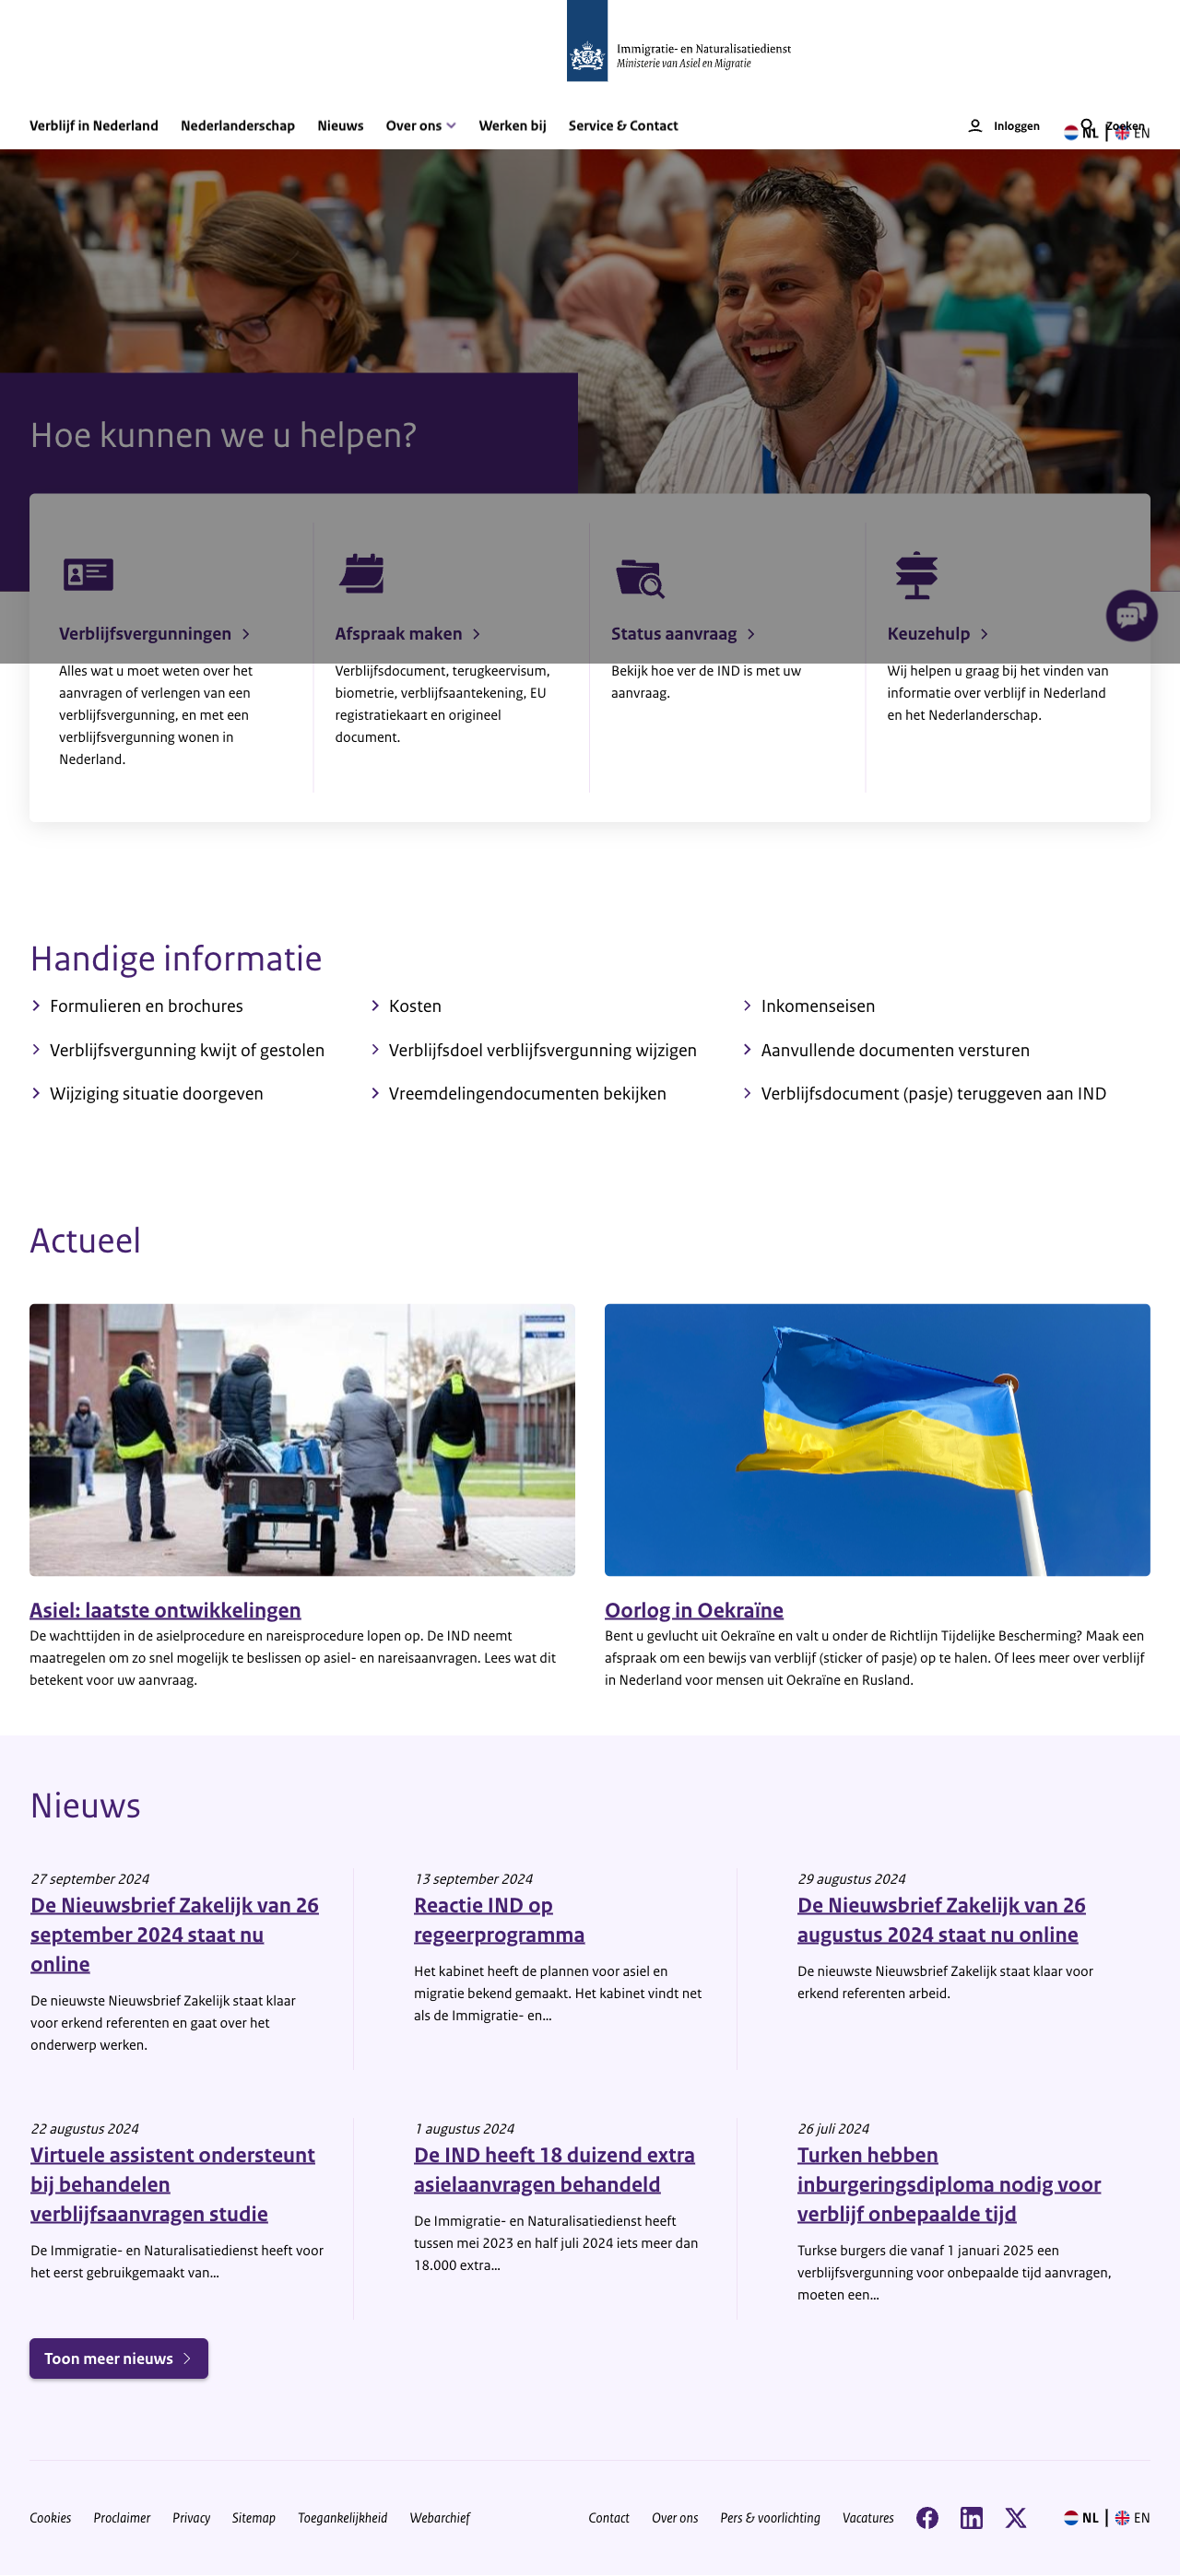 Immigratie- en Naturalisatiedienst
Ministerie van Asiel en Migratie
Verblijf in Nederland Nederlanderschap Nieuws Over ons Werken bij Service & Contact Inloggen Zoeken
NL | EN
Hoe kunnen we u helpen?
Verblijfsvergunningen
Alles wat u moet weten over het
aanvragen of verlengen van een
verblijfsvergunning, en met een
verblijfsvergunning wonen in
Nederland.
Afspraak maken
Verblijfsdocument, terugkeervisum,
biometrie, verblijfsaantekening, EU
registratiekaart en origineel
document.
Status aanvraag
Bekijk hoe ver de IND is met uw
aanvraag.
Keuzehulp
Wij helpen u graag bij het vinden van
informatie over verblijf in Nederland
en het Nederlanderschap.
Handige informatie
Formulieren en brochures
Kosten
Inkomenseisen
Verblijfsvergunning kwijt of gestolen
Verblijfsdoel verblijfsvergunning wijzigen
Aanvullende documenten versturen
Wijziging situatie doorgeven
Vreemdelingendocumenten bekijken
Verblijfsdocument (pasje) teruggeven aan IND
Actueel
Asiel: laatste ontwikkelingen
De wachttijden in de asielprocedure en nareisprocedure lopen op. De IND neemt
maatregelen om zo snel mogelijk te beslissen op asiel- en nareisaanvragen. Lees wat dit
betekent voor uw aanvraag.
Oorlog in Oekraïne
Bent u gevlucht uit Oekraïne en valt u onder de Richtlijn Tijdelijke Bescherming? Maak een
afspraak om een bewijs van verblijf (sticker of pasje) op te halen. Of lees meer over verblijf
in Nederland voor mensen uit Oekraïne en Rusland.
Nieuws
27 september 2024
De Nieuwsbrief Zakelijk van 26
september 2024 staat nu
online
De nieuwste Nieuwsbrief Zakelijk staat klaar
voor erkend referenten en gaat over het
onderwerp werken.
13 september 2024
Reactie IND op
regeerprogramma
Het kabinet heeft de plannen voor asiel en
migratie bekend gemaakt. Het kabinet vindt net
als de Immigratie- en...
29 augustus 2024
De Nieuwsbrief Zakelijk van 26
augustus 2024 staat nu online
De nieuwste Nieuwsbrief Zakelijk staat klaar voor
erkend referenten arbeid.
22 augustus 2024
Virtuele assistent ondersteunt
bij behandelen
verblijfsaanvragen studie
De Immigratie- en Naturalisatiedienst heeft voor
het eerst gebruikgemaakt van...
1 augustus 2024
De IND heeft 18 duizend extra
asielaanvragen behandeld
De Immigratie- en Naturalisatiedienst heeft
tussen mei 2023 en half juli 2024 iets meer dan
18.000 extra...
26 juli 2024
Turken hebben
inburgeringsdiploma nodig voor
verblijf onbepaalde tijd
Turkse burgers die vanaf 1 januari 2025 een
verblijfsvergunning voor onbepaalde tijd aanvragen,
moeten een...
Toon meer nieuws
Cookies Proclaimer Privacy Sitemap Toegankelijkheid Webarchief Contact Over ons Pers & voorlichting Vacatures NL | EN